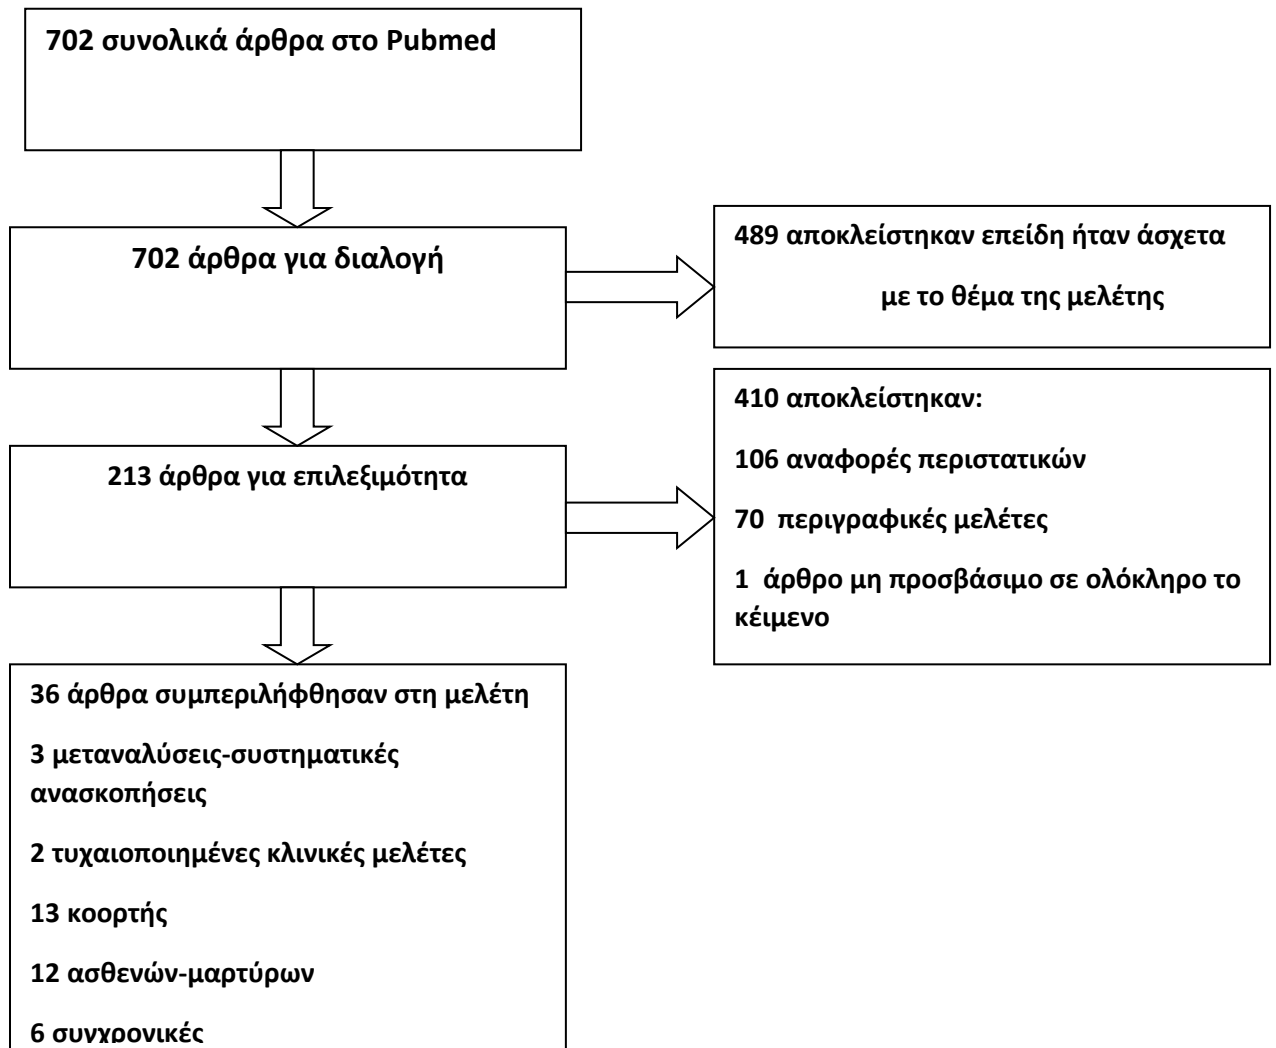 702 συνολικά άρθρα στο Pubmed
702 άρθρα για διαλογή
489 αποκλείστηκαν επείδη ήταν άσχετα
με το θέμα της μελέτης
213 άρθρα για επιλεξιμότητα
410 αποκλείστηκαν:
106 αναφορές περιστατικών
70 περιγραφικές μελέτες
1 άρθρο μη προσβάσιμο σε ολόκληρο το
κέιμενο
36 άρθρα συμπεριλήφθησαν στη μελέτη
3 μεταναλύσεις-συστηματικές
ανασκοπήσεις
2 τυχαιοποιημένες κλινικές μελέτες
13 κοορτής
12 ασθενών-μαρτύρων
6 συγχρονικές